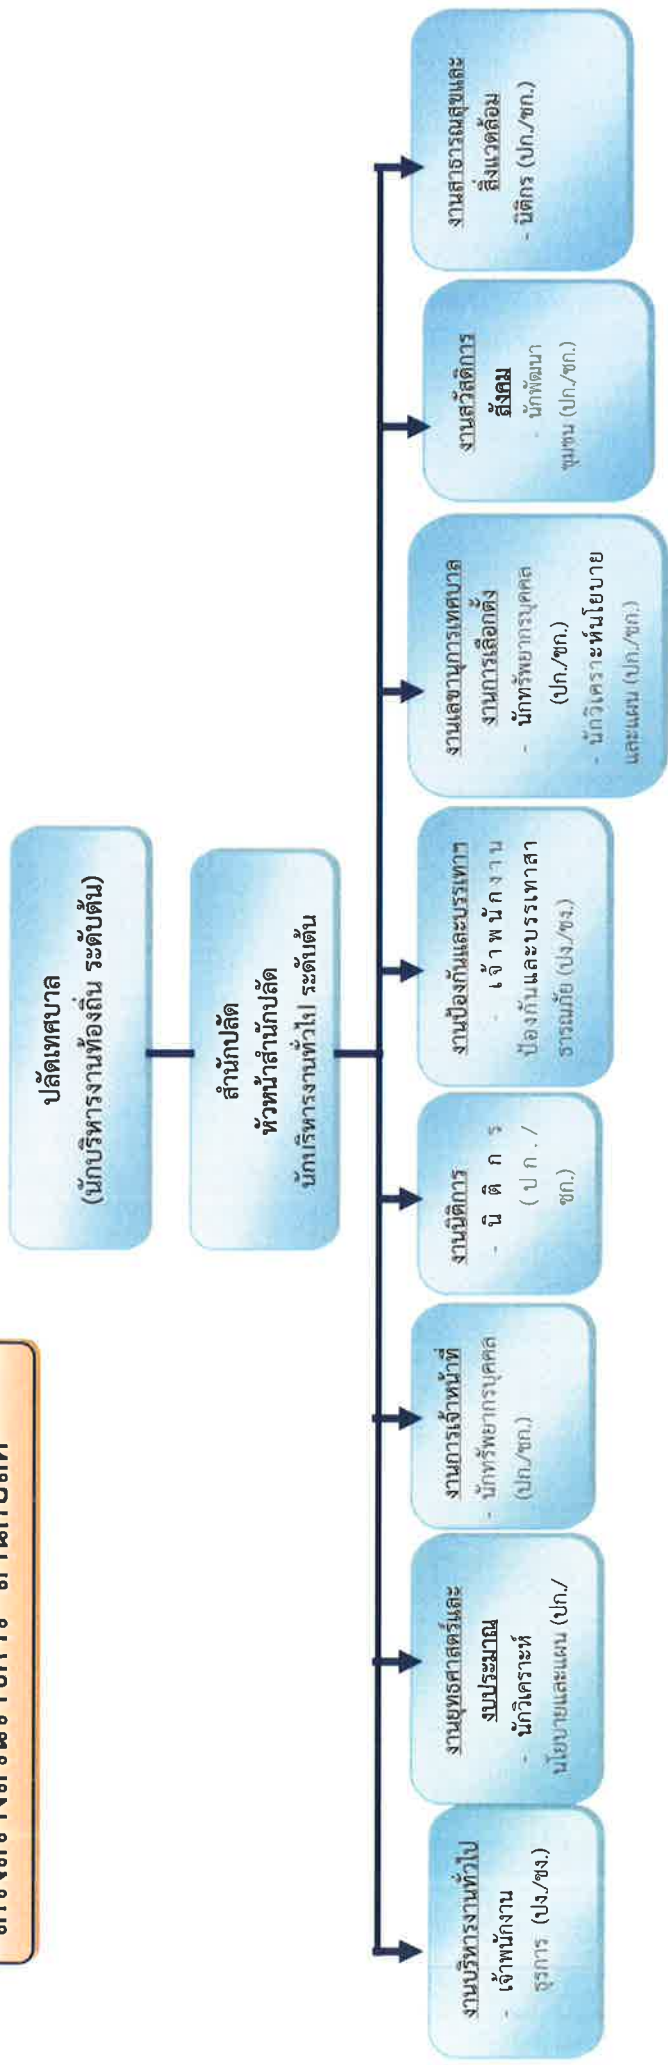 ปลัดเทศบาล
(นักบริหารงานท้องถิ่น ระดับต้น)
สำนักปลัด
หัวหน้าสำนักปลัด
นักบริหารงานทั่วไป ระดับต้น
งานบริหารงานทั่วไป
- เจ้าพนักงาน
ธุรการ (ปง./ชง.)
งานยุทธศาสตร์และ
งบประมาณ
- นักวิเคราะห์
นโยบายและแผน (ปก./
งานการเจ้าหน้าที่
- นักทรัพยากรบุคคล
(ปก./ชก.)
งานนิติการ
- นิติกร
(ปก./
ชก.)
งานป้องกันและบรรเทาฯ
- เจ้าพนักงาน
ป้องกันและบรรเทาสา
ธารณภัย (ปง./ชง.)
งานเลขานุการเทศบาล
งานการเลือกตั้ง
- นักทรัพยากรบุคคล
(ปก./ชก.)
- นักวิเคราะห์นโยบาย
และแผน (ปก./ชก.)
งานสวัสดิการ
สังคม
- นักพัฒนา
ชุมชน (ปก./ชก.)
งานสาธารณสุขและ
สิ่งแวดล้อม
- นิติกร (ปก./ชก.)